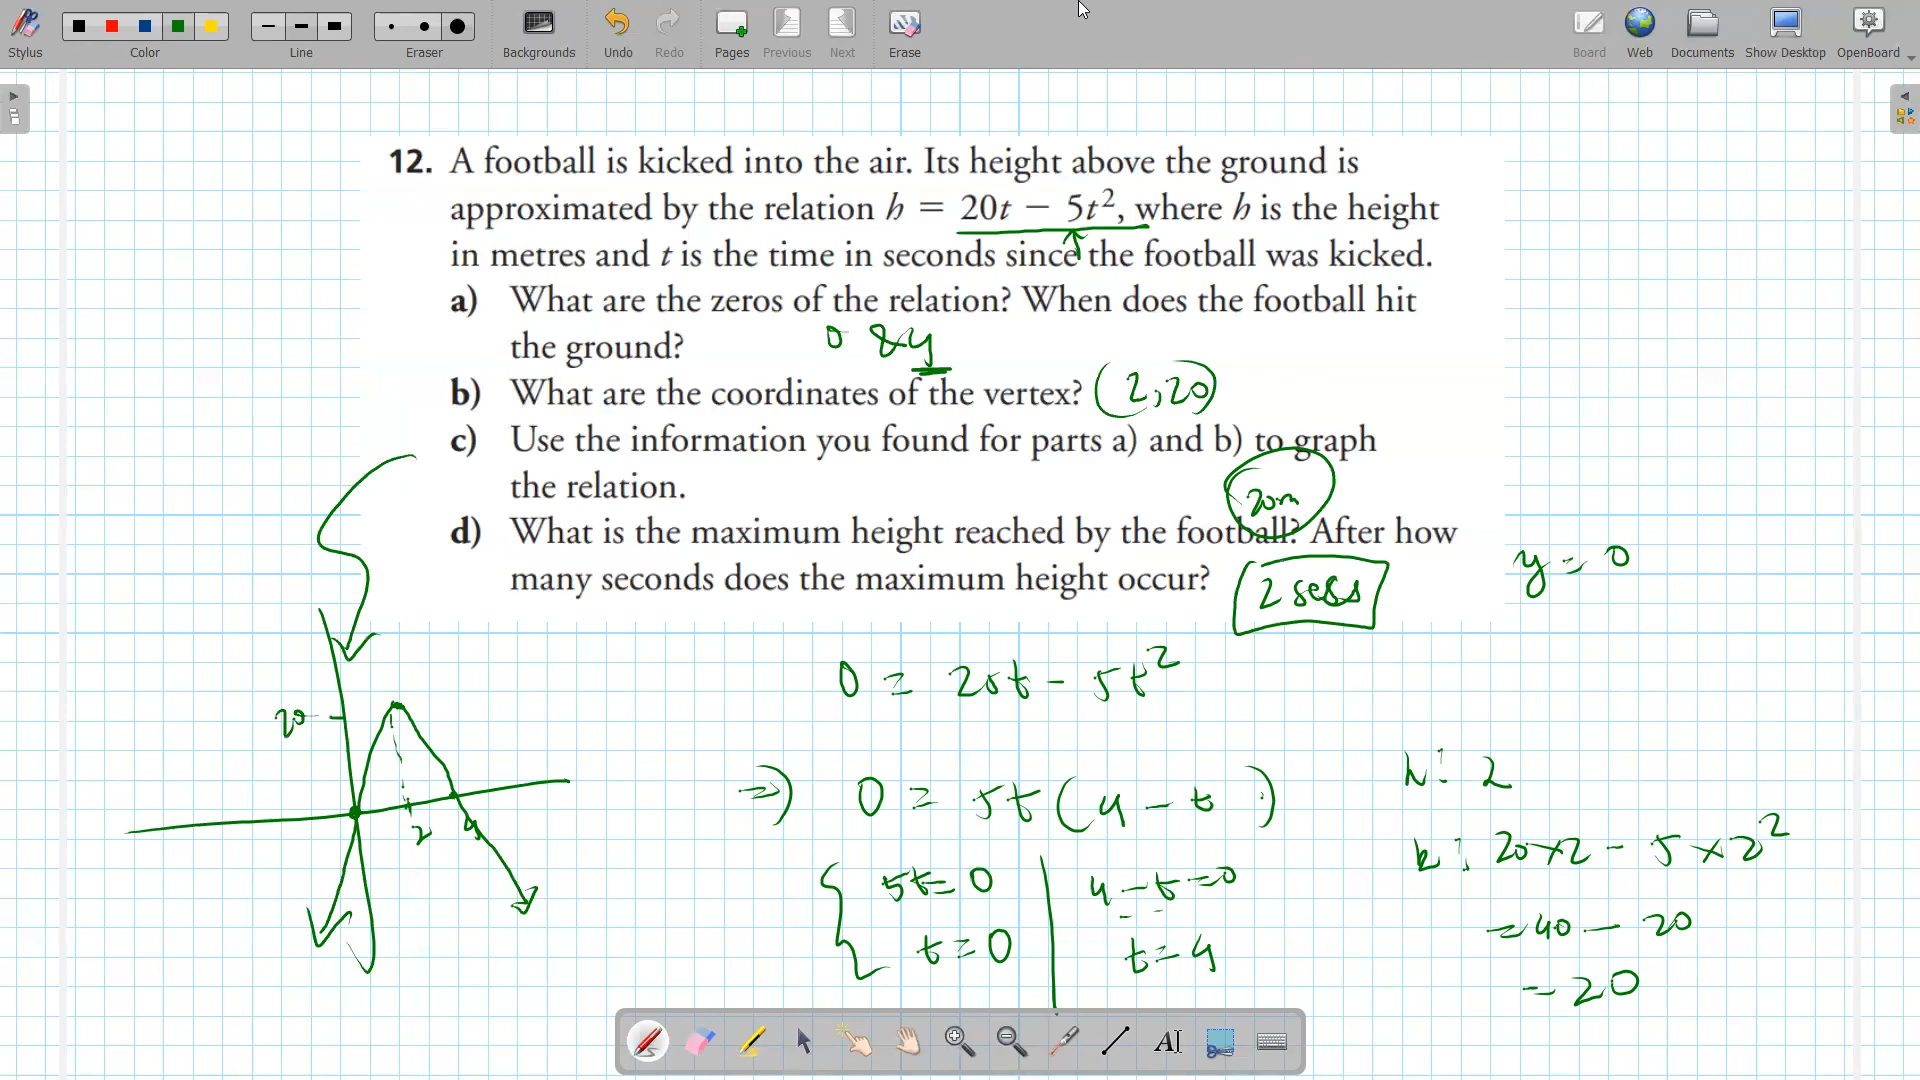 Stylus Color Line Eraser Backgrounds Undo Redo Pages Previous Next Erase Board Web Documents Show Desktop OpenBoard
12. A football is kicked into the air. Its height above the ground is
approximated by the relation h = 20t − 5t², where h is the height
in metres and t is the time in seconds since the football was kicked.
a) What are the zeros of the relation? When does the football hit
the ground? 0 & 4
b) What are the coordinates of the vertex? (2, 20)
c) Use the information you found for parts a) and b) to graph
the relation.
20m
d) What is the maximum height reached by the football? After how
many seconds does the maximum height occur? 2 secs
y = 0
0 = 20t - 5t²
20
2 4
⇒) 0 = 5t (4 - t)
5t = 0 4 - t = 0
t = 0 t = 4
h: 2
k: 20×2 - 5×2²
= 40 - 20
= 20